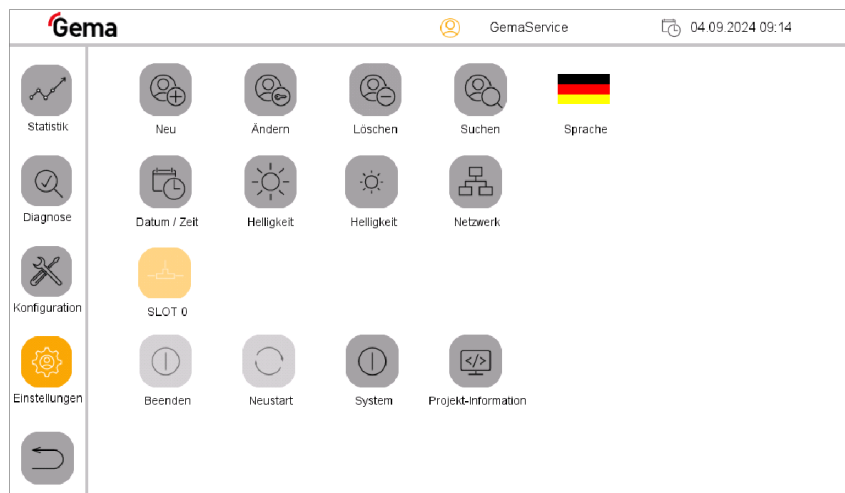 Gema
GemaService
04.09.2024 09:14
Statistik
Neu
Ändern
Löschen
Suchen
Sprache
Diagnose
Datum / Zeit
Helligkeit
Helligkeit
Netzwerk
Konfiguration
SLOT 0
Einstellungen
Beenden
Neustart
System
Projekt-Information